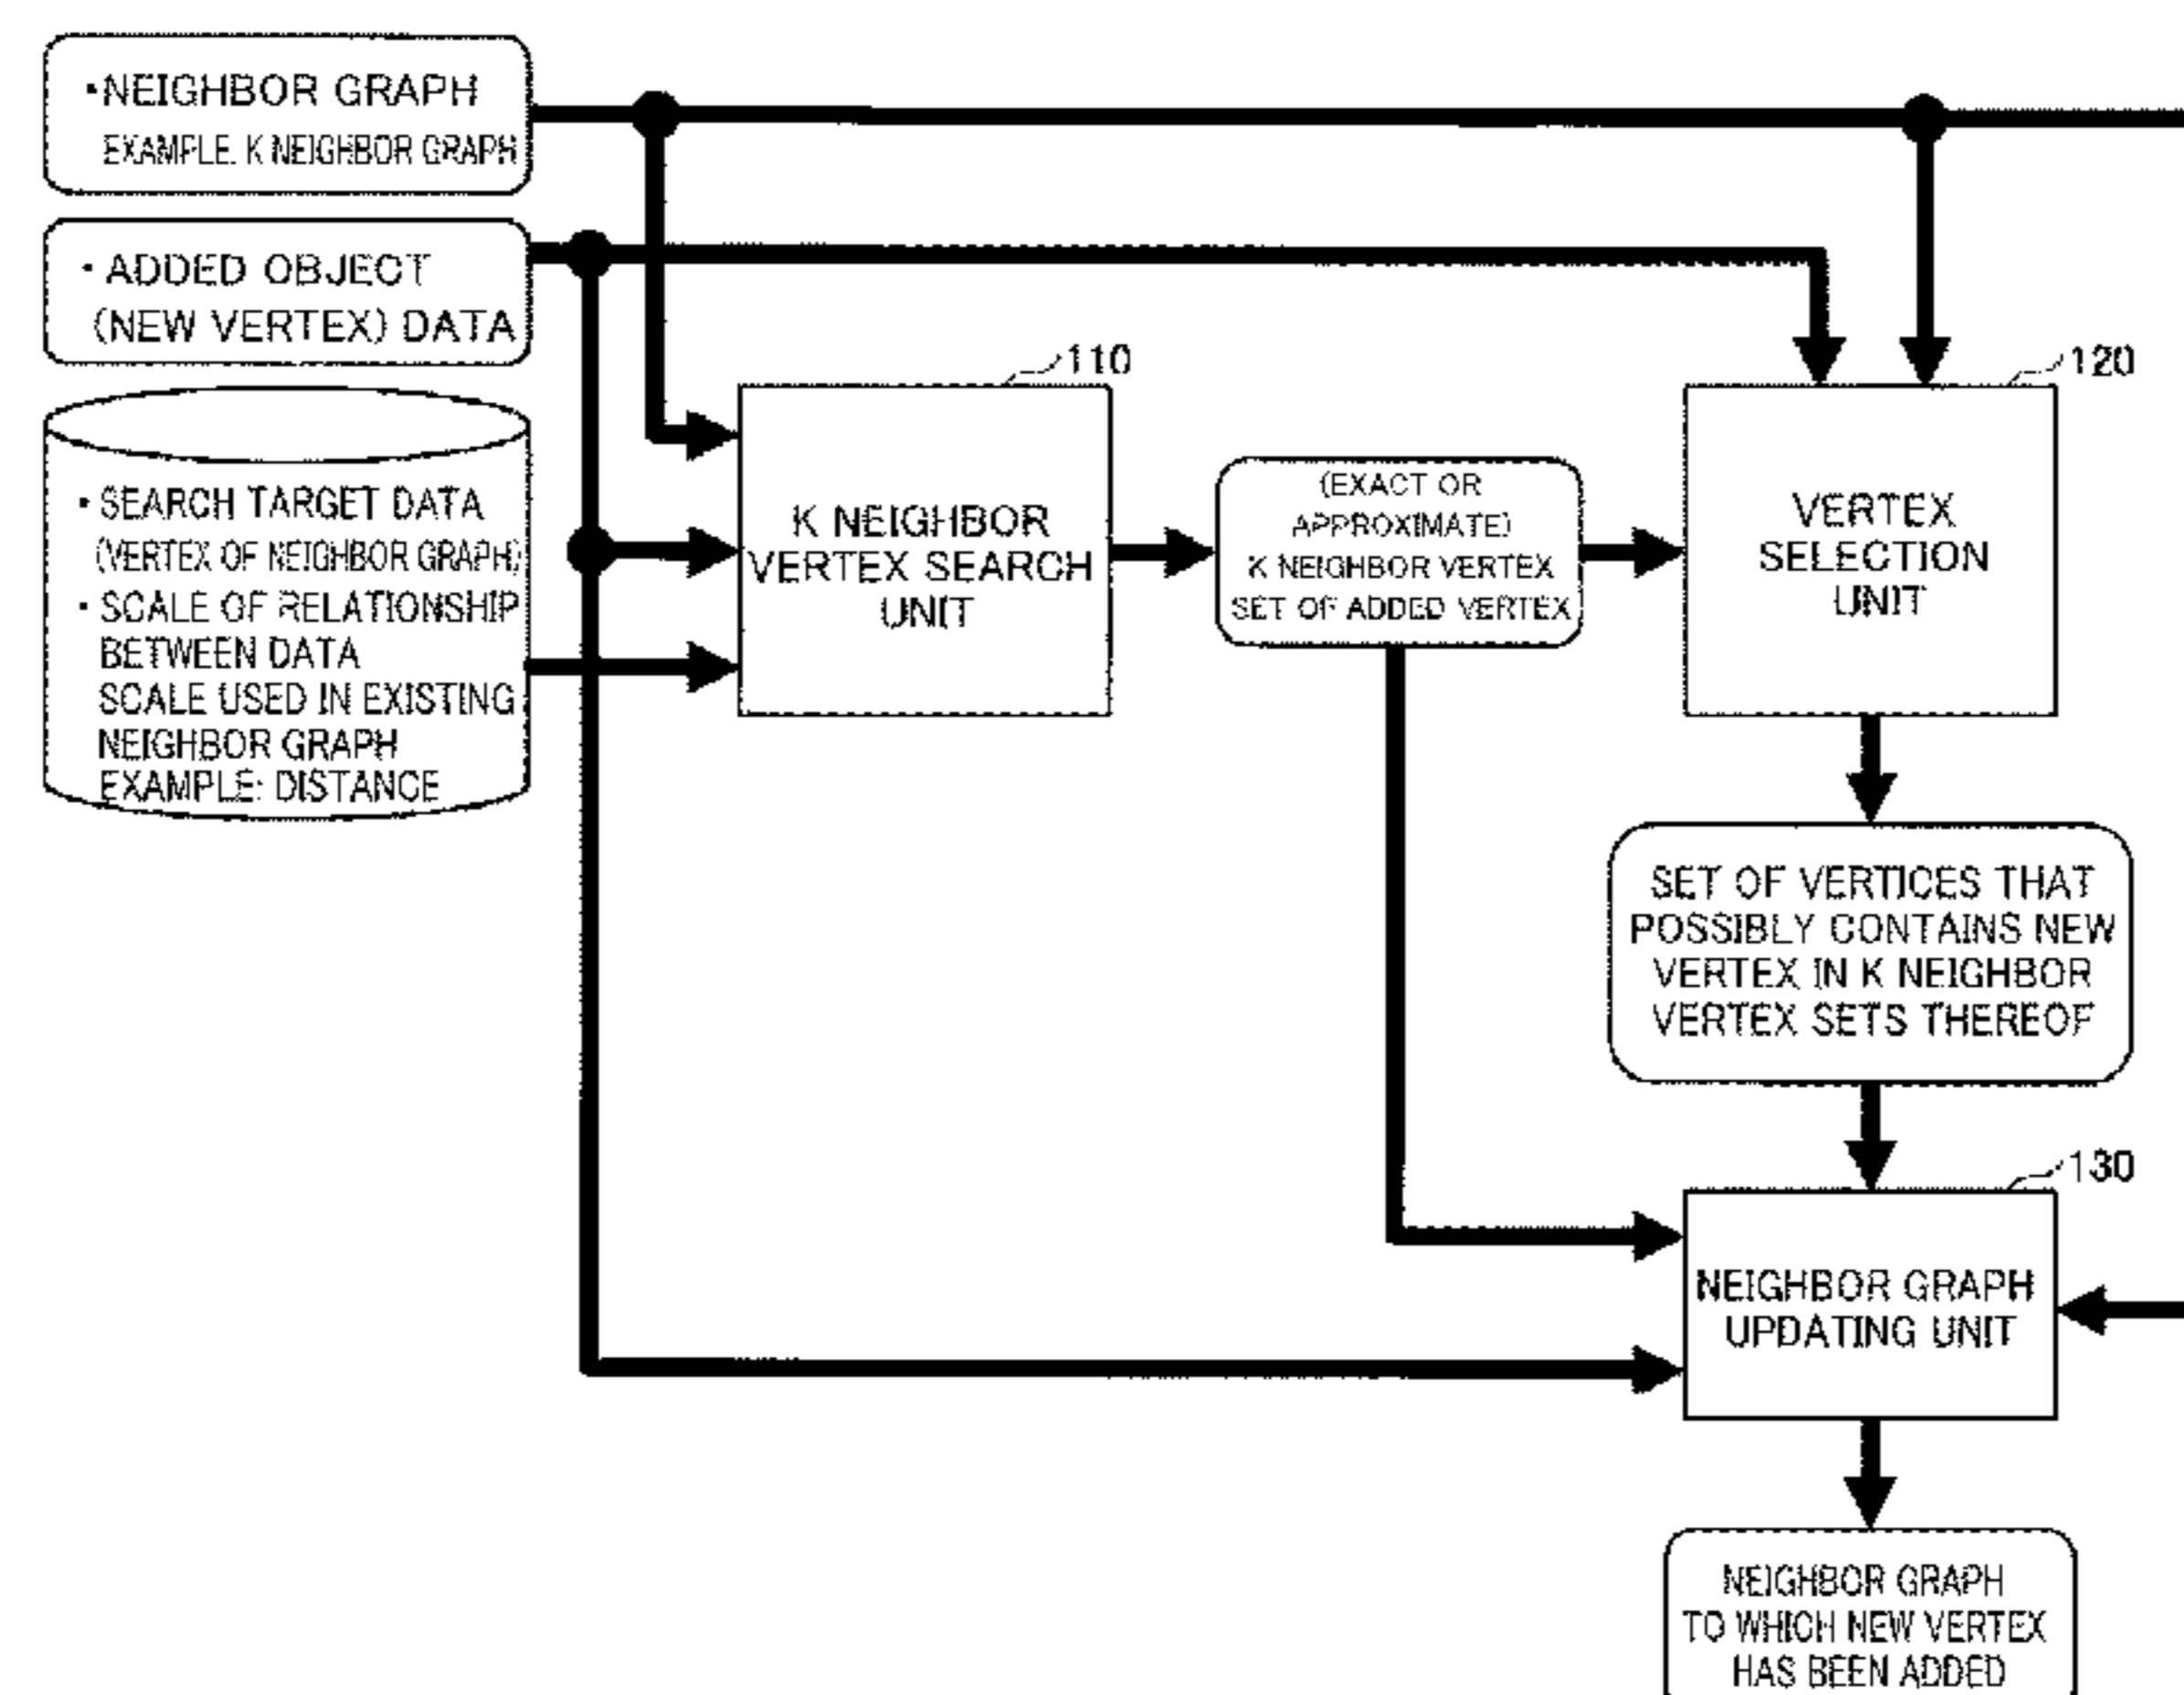 ・NEIGHBOR GRAPH
EXAMPLE: K NEIGHBOR GRAPH
・ADDED OBJECT
(NEW VERTEX) DATA
・SEARCH TARGET DATA
(VERTEX OF NEIGHBOR GRAPH)
・SCALE OF RELATIONSHIP
BETWEEN DATA
SCALE USED IN EXISTING
NEIGHBOR GRAPH
EXAMPLE: DISTANCE
110
K NEIGHBOR
VERTEX SEARCH
UNIT
(EXACT OR
APPROXIMATE)
K NEIGHBOR VERTEX
SET OF ADDED VERTEX
120
VERTEX
SELECTION
UNIT
SET OF VERTICES THAT
POSSIBLY CONTAINS NEW
VERTEX IN K NEIGHBOR
VERTEX SETS THEREOF
130
NEIGHBOR GRAPH
UPDATING UNIT
NEIGHBOR GRAPH
TO WHICH NEW VERTEX
HAS BEEN ADDED